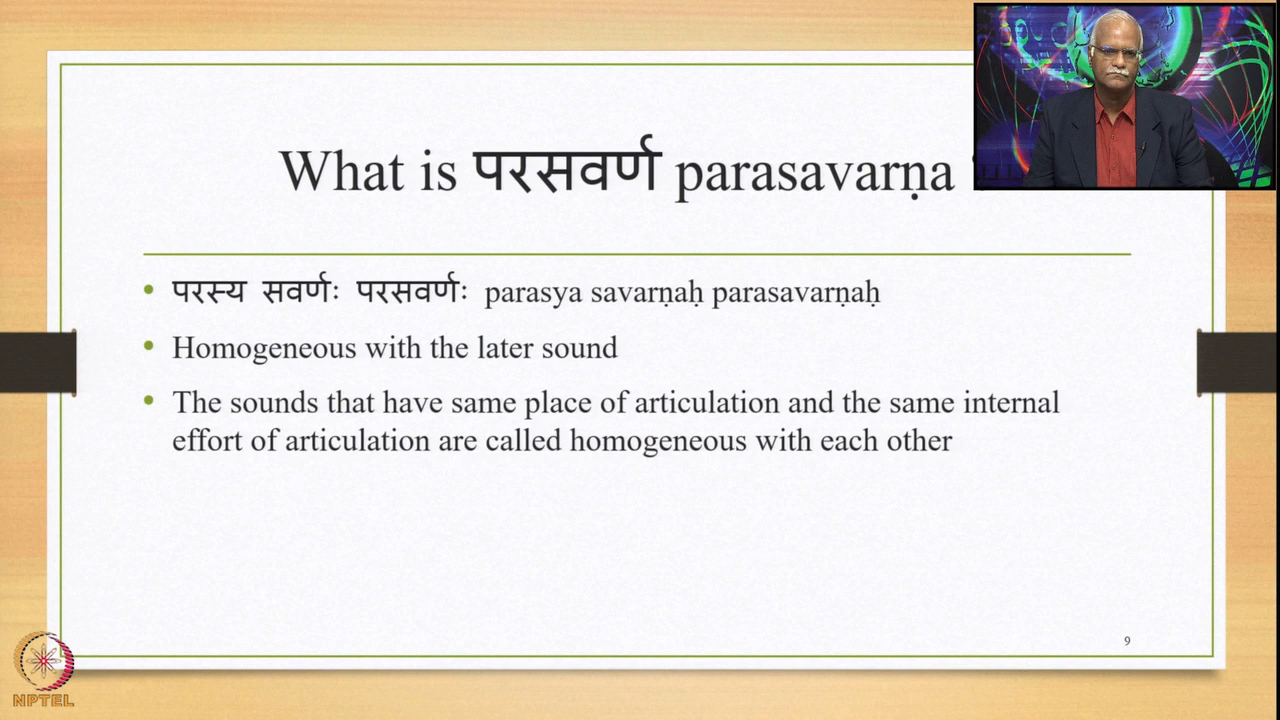 What is परसवर्ण parasavarṇa
परस्य सवर्णः परसवर्णः parasya savarṇaḥ parasavarṇaḥ
Homogeneous with the later sound
The sounds that have same place of articulation and the same internal
effort of articulation are called homogeneous with each other
9
NPTEL